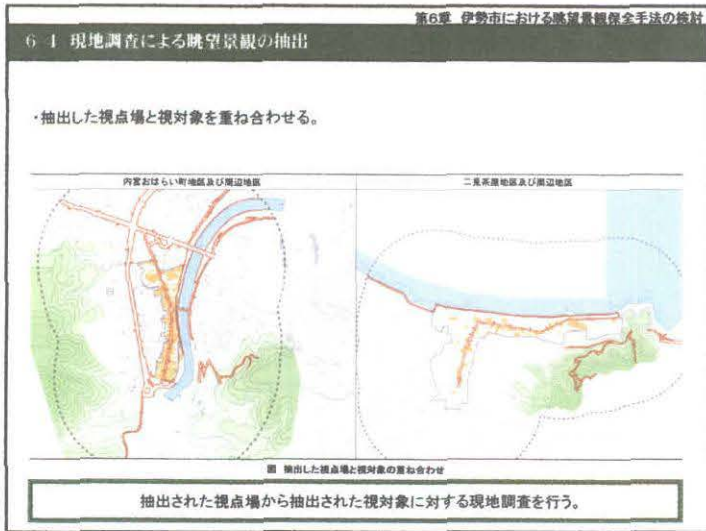 第6章 伊勢市における眺望景観保全手法の検討
6 4 現地調査による眺望景観の抽出
・抽出した視点場と視対象を重ね合わせる。
内宮おはらい町地区及び周辺地区
二見茶屋地区及び周辺地区
図 抽出した視点場と視対象の重ね合わせ
抽出された視点場から抽出された視対象に対する現地調査を行う。